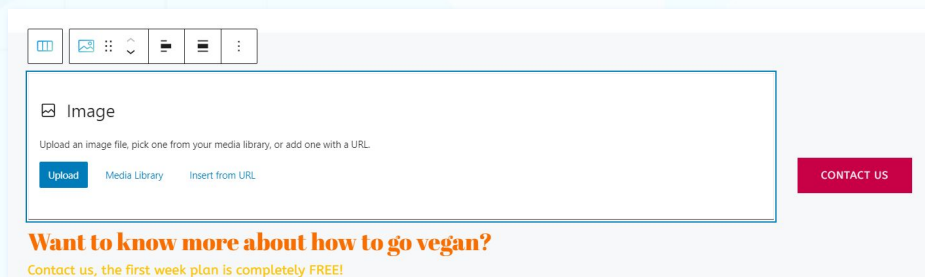 Image
Upload an image file, pick one from your media library, or add one with a URL.
Upload Media Library Insert from URL
CONTACT US
Want to know more about how to go vegan?
Contact us, the first week plan is completely FREE!